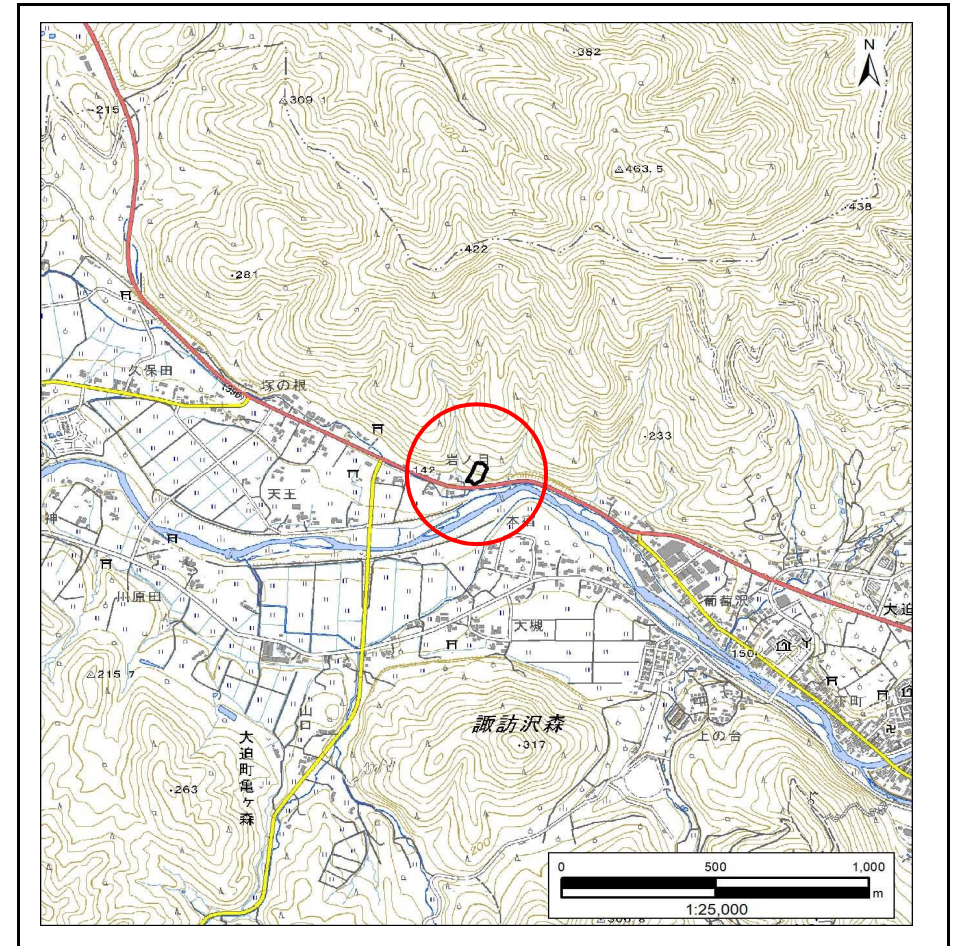 N
・382
215
309.1
463.5
438
422
・281
久保田
塚の根
(396)
・233
142
岩ノ目
天王
本宿
神
川原田
大槻
葡萄沢
大迫
150
215.7
山口
諏訪沢森
・317
上の台
下町
大迫町亀ヶ森
・263
300
200
0 500 1,000
m
1:25,000